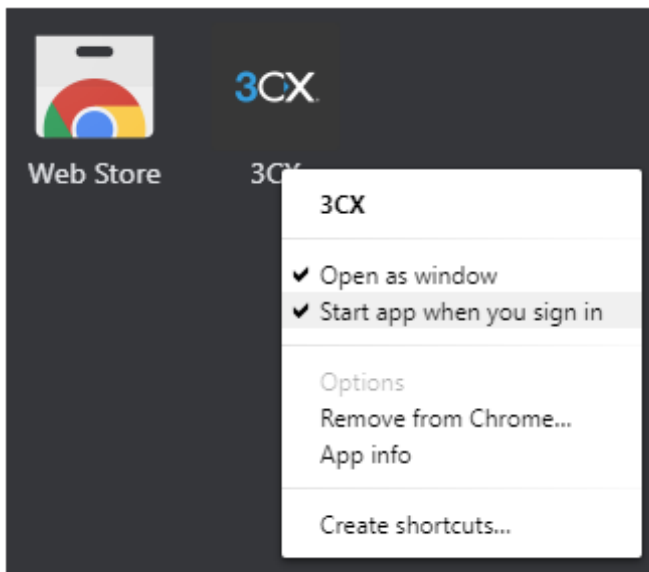 3CX
Web Store
3CX
3CX
Open as window
Start app when you sign in
Options
Remove from Chrome...
App info
Create shortcuts...